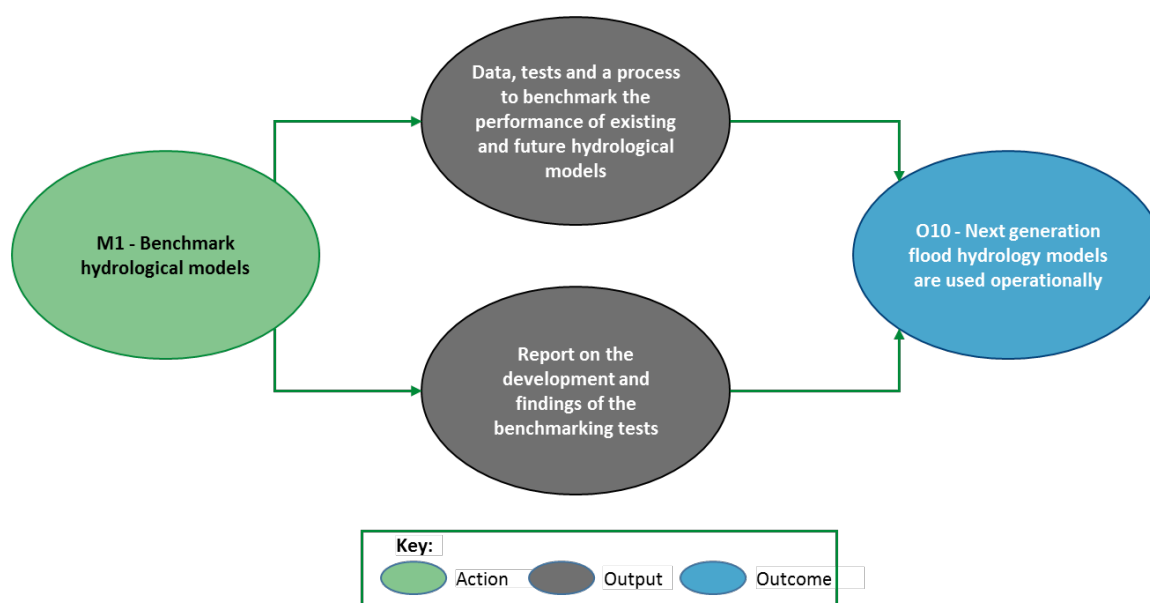 Data, tests and a process
to benchmark the
performance of existing
and future hydrological
models
M1 - Benchmark
hydrological models
O10 - Next generation
flood hydrology models
are used operationally
Report on the
development and
findings of the
benchmarking tests
Key:
Action
Output
Outcome